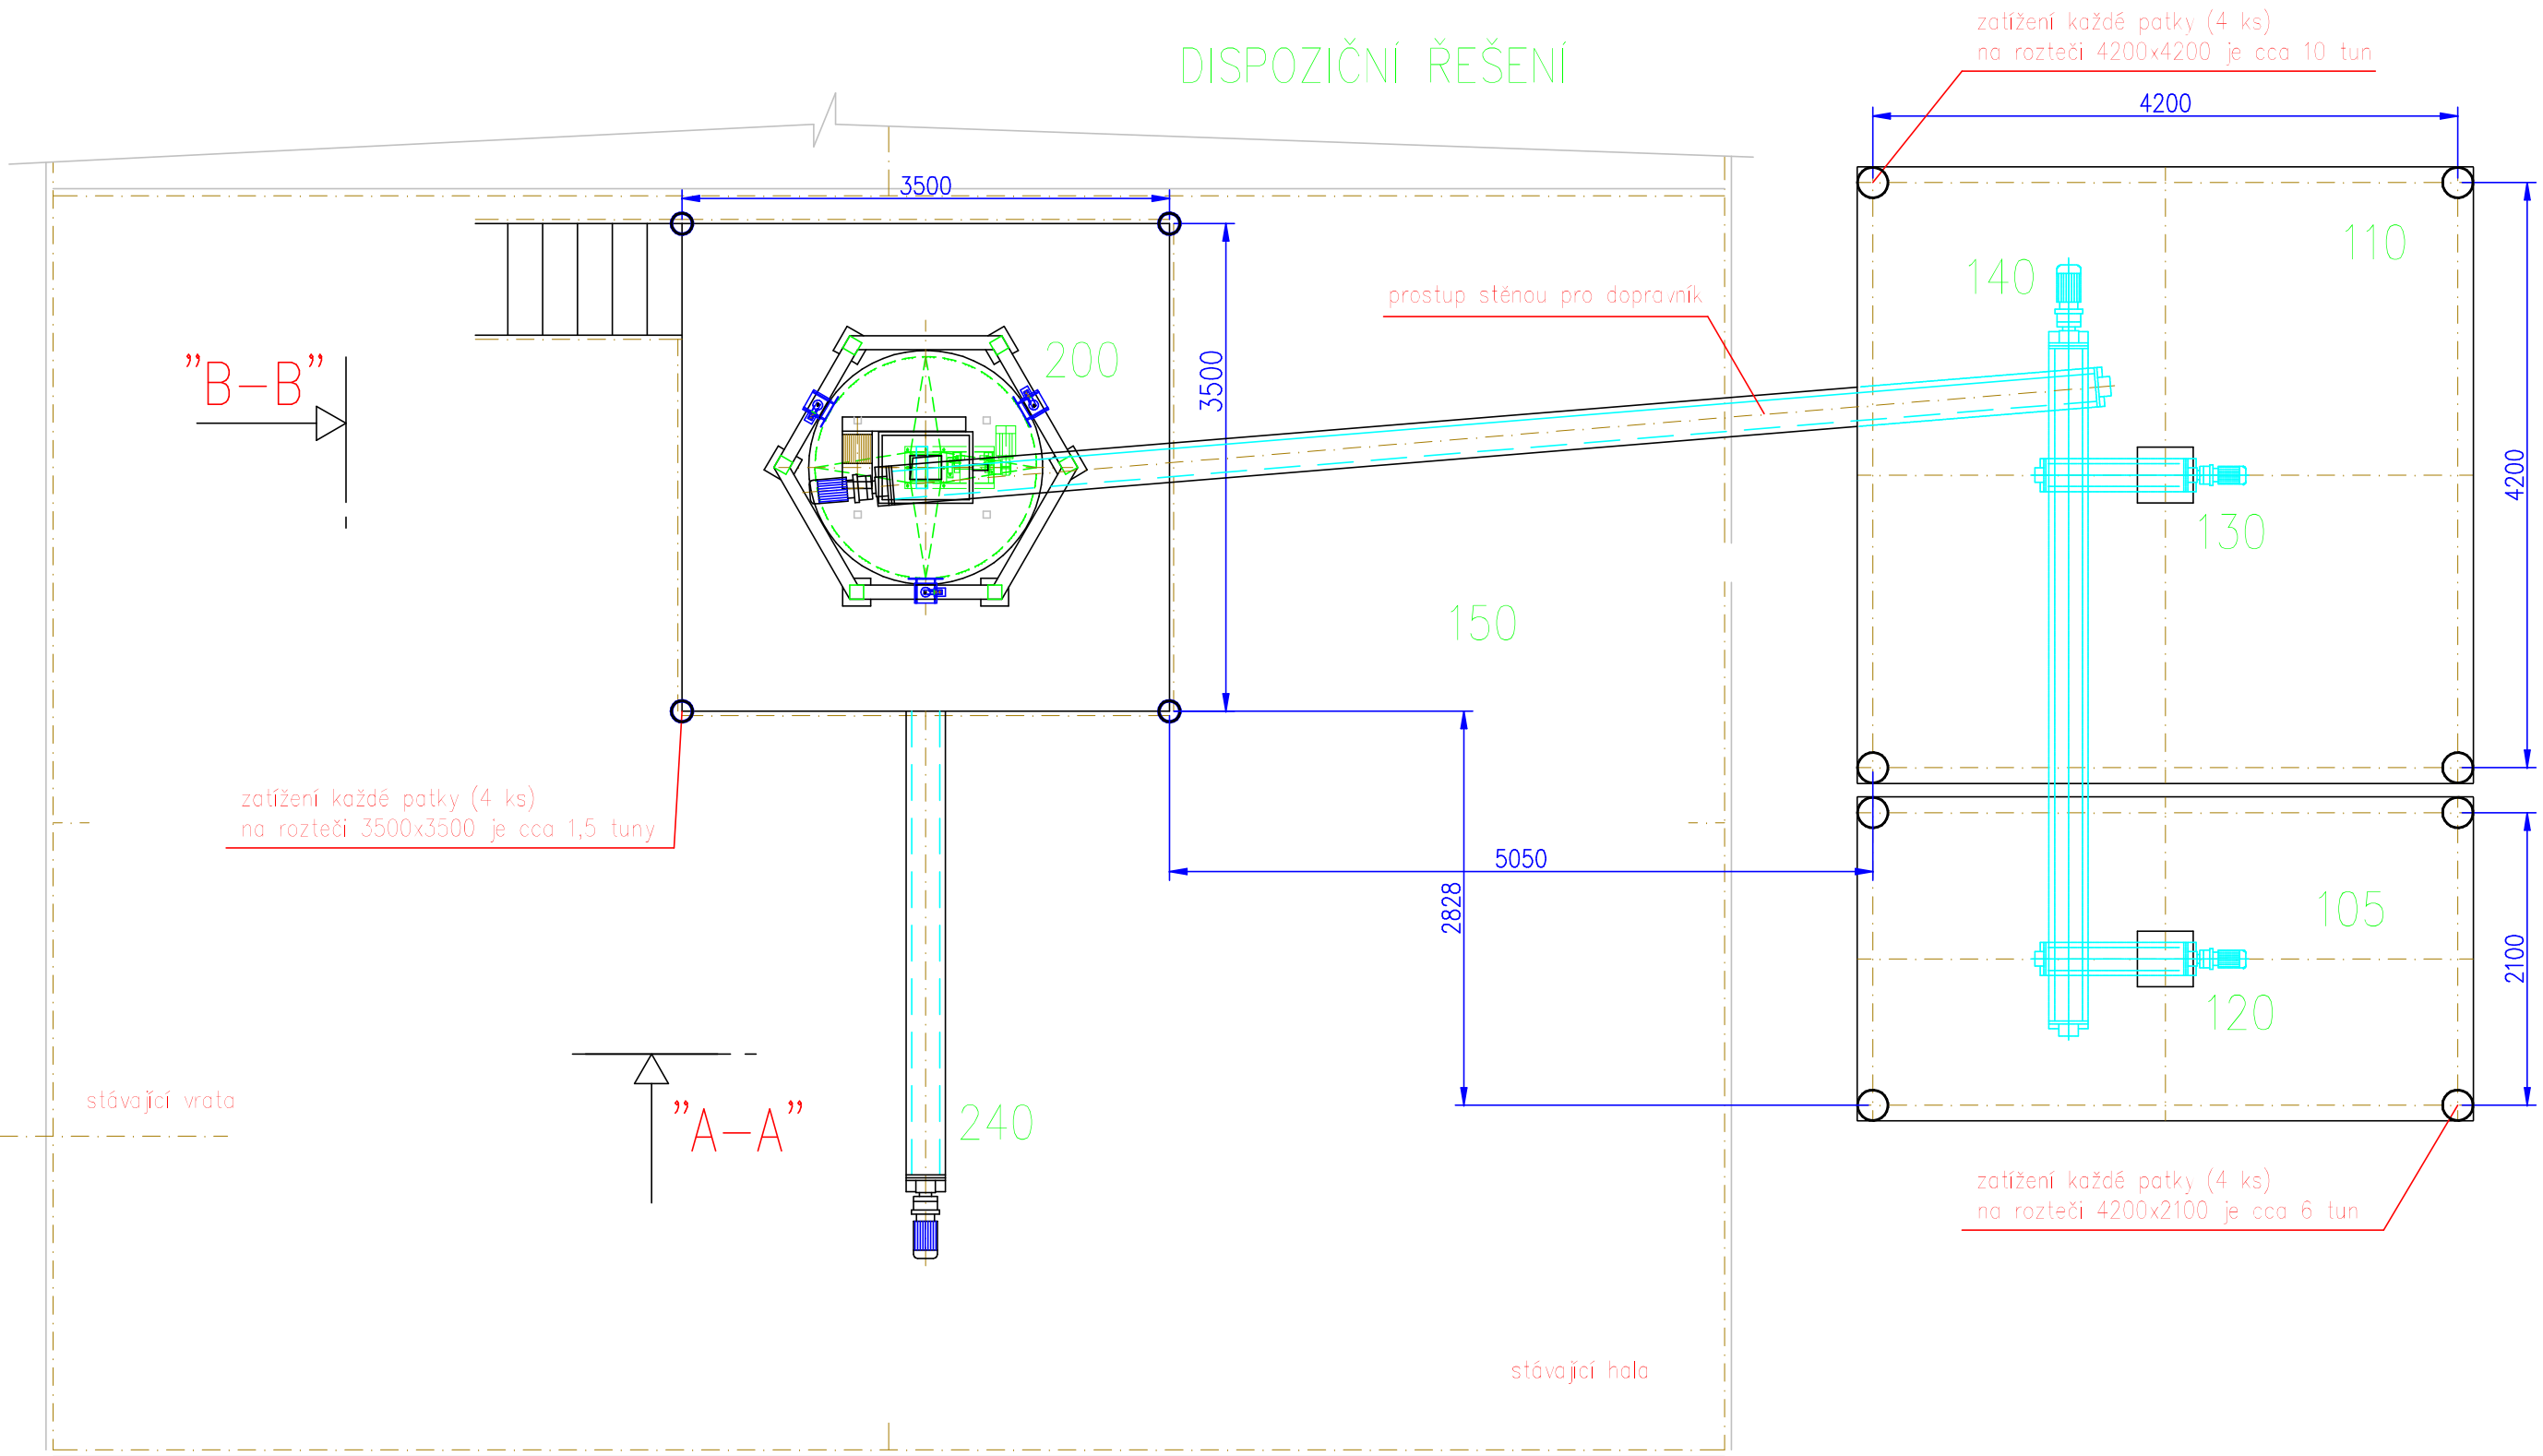 DISPOZIČNÍ ŘEŠENÍ
zatížení každé patky (4 ks)
na rozteči 4200x4200 je cca 10 tun
4200
3500
110
140
prostup stěnou pro dopravník
"B-B"
200
3500
4200
130
150
zatížení každé patky (4 ks)
na rozteči 3500x3500 je cca 1,5 tuny
5050
2828
105
2100
120
stávající vrata
"A-A"
240
zatížení každé patky (4 ks)
na rozteči 4200x2100 je cca 6 tun
stávající hala